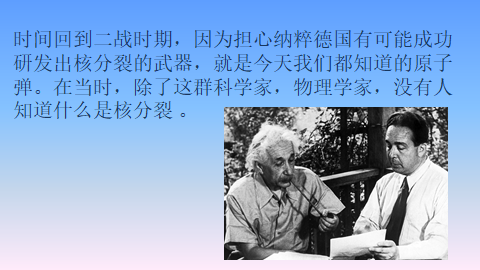 时间回到二战时期，因为担心纳粹德国有可能成功
研发出核分裂的武器，就是今天我们都知道的原子
弹。在当时，除了这群科学家，物理学家，没有人
知道什么是核分裂 。